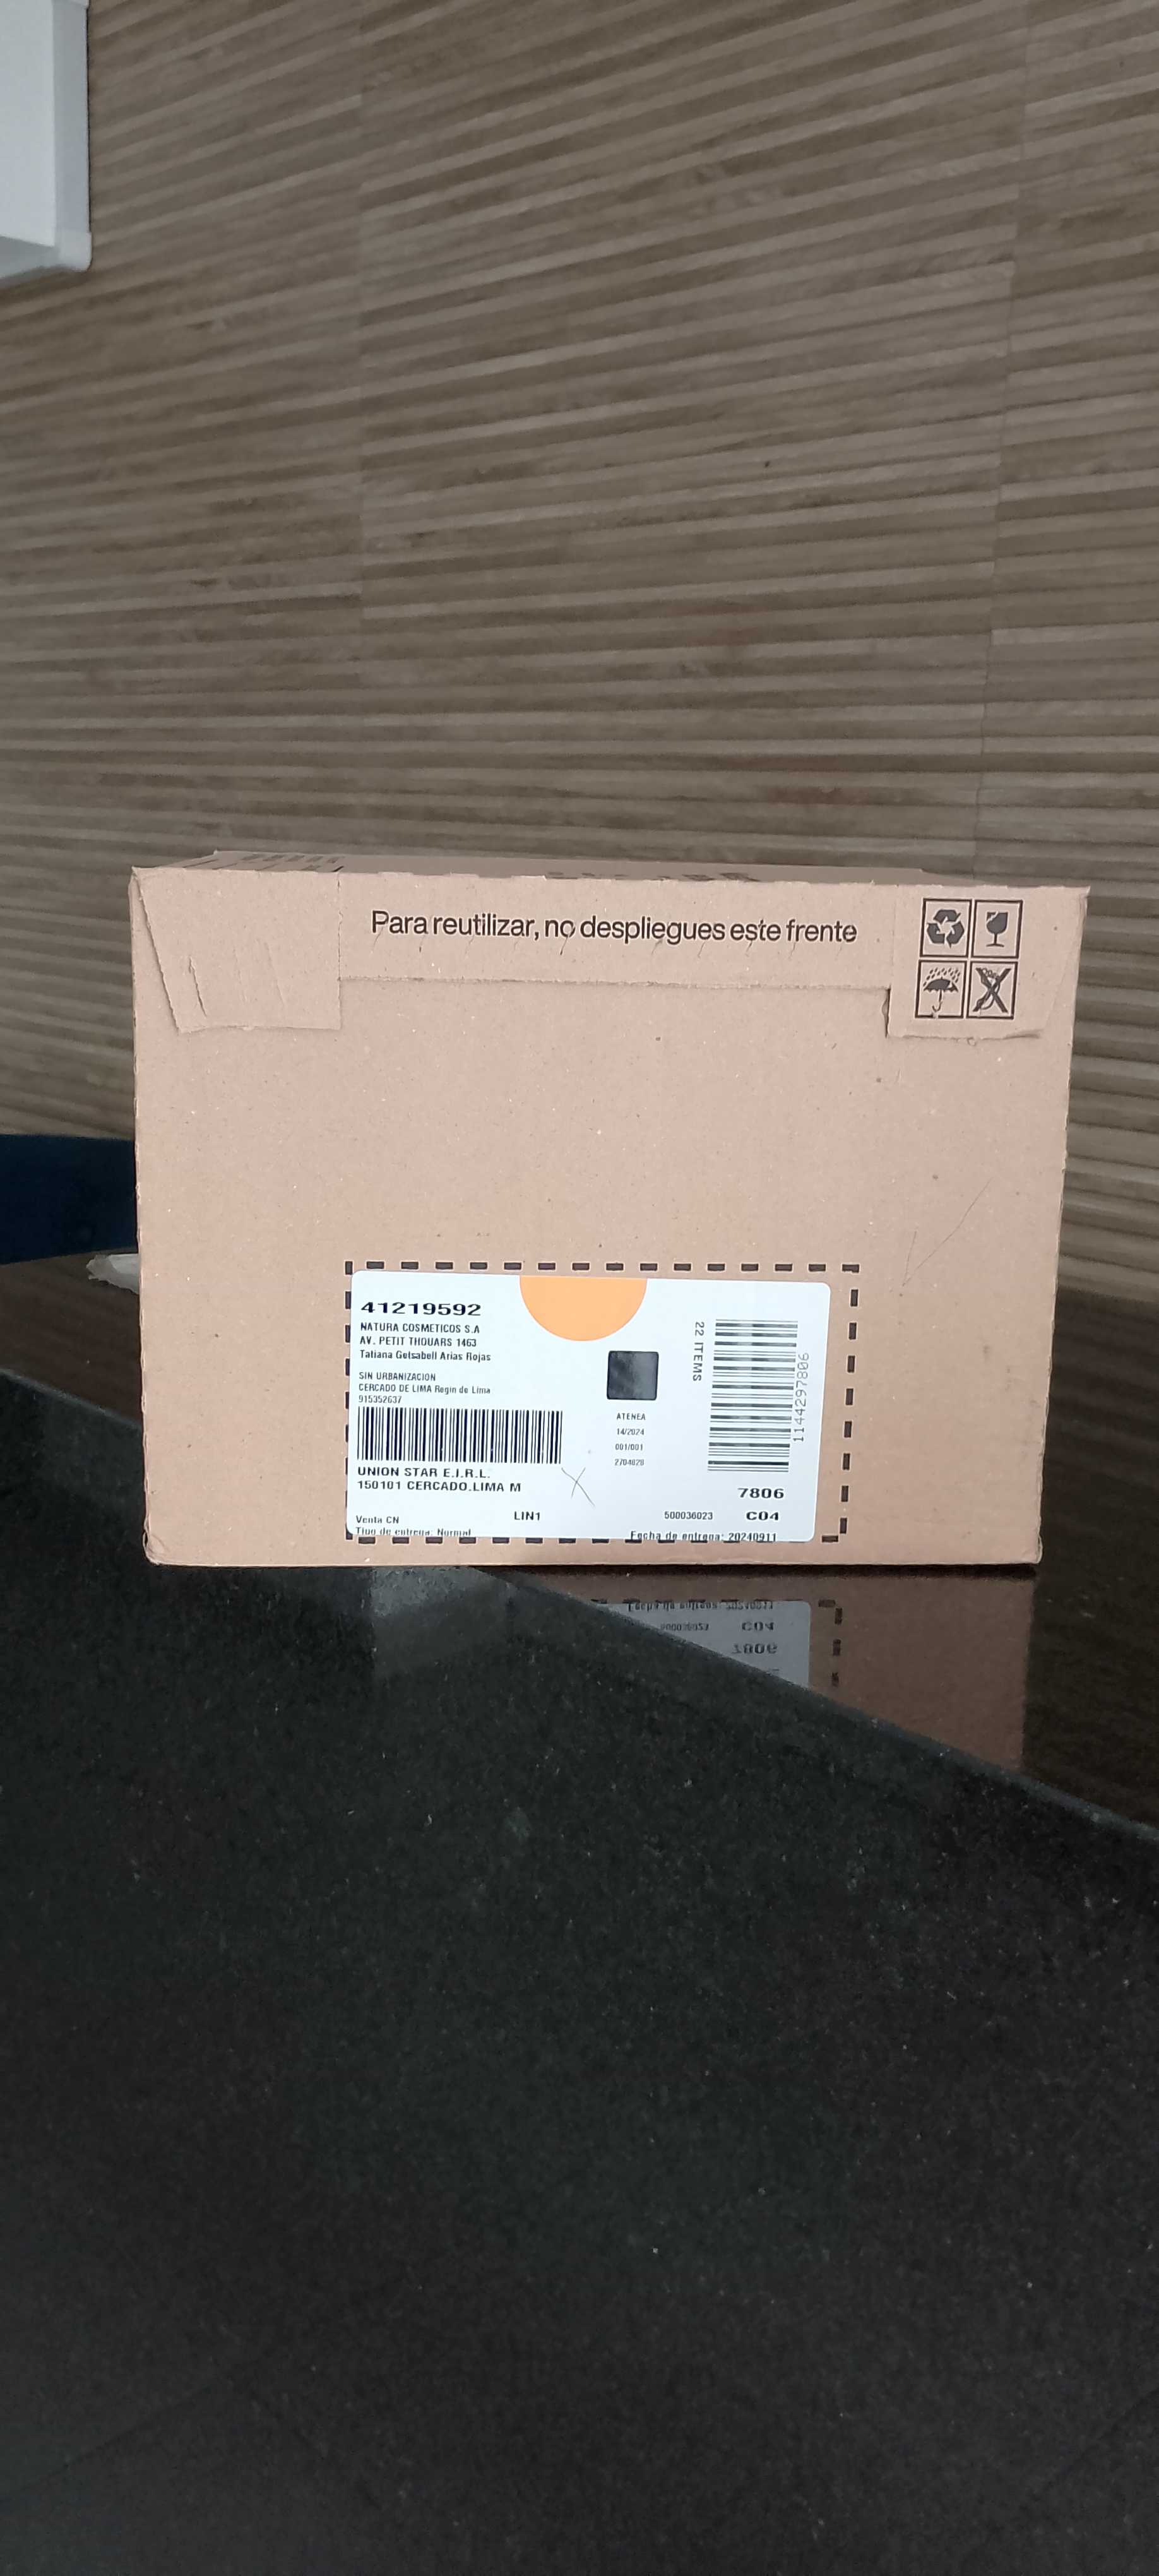 Para reutilizar, no despliegues este frente
41219592
NATURA COSMETICOS S.A
AV. PETIT THOUARS 1463
Tatiana Getsabell Arias Rojas
SIN URBANIZACION
CERCADO DE LIMA Regin de Lima
915352637
UNION STAR E.I.R.L.
150101 CERCADO.LIMA M
Venta CN
LIN1
Tipo de entrega: Normal
ATENEA
14/2024
001/001
2704020
22 ITEMS
1144297806
7806
500036023
C04
Fecha de entrega: 20240911